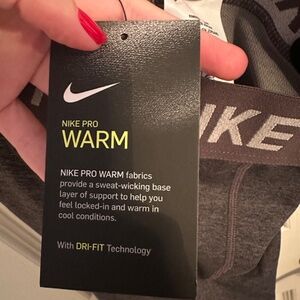 NIKE PRO
WARM
NIKE PRO WARM fabrics
provide a sweat-wicking base
layer of support to help you
feel locked-in and warm in
cool conditions.
With DRI-FIT Technology
IKE